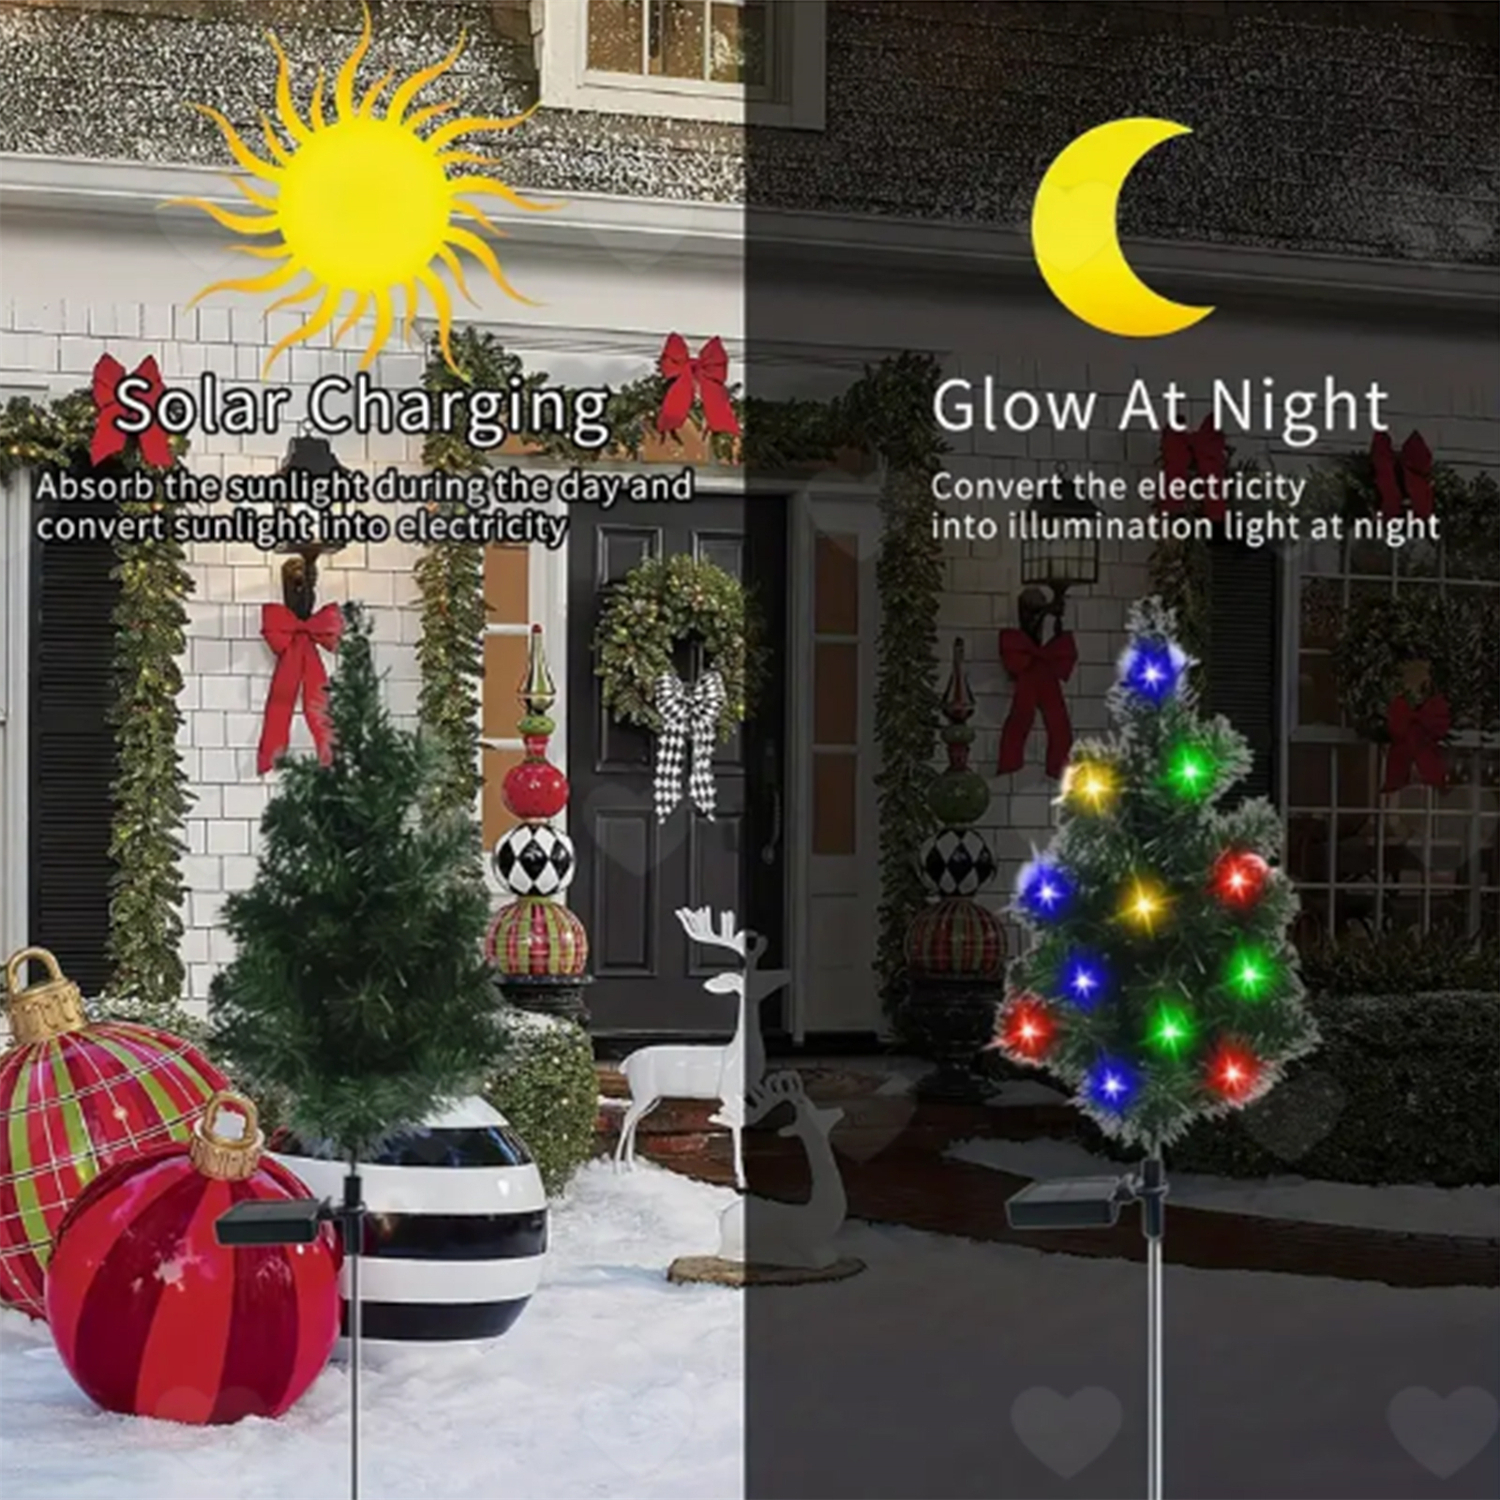 Solar Charging
Absorb the sunlight during the day and
convert sunlight into electricity
Glow At Night
Convert the electricity
into illumination light at night